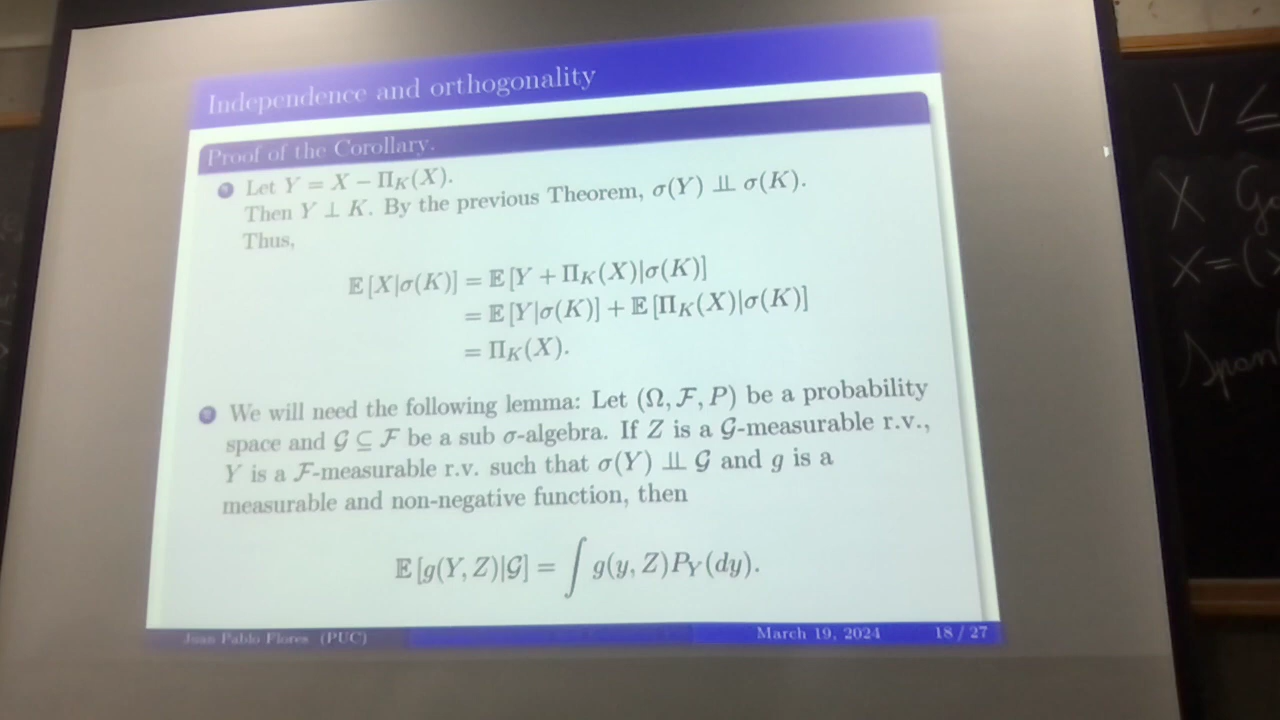 Independence and orthogonality
Proof of the Corollary.
Let Y = X − Π_K(X).
Then Y ⊥ K. By the previous Theorem, σ(Y) ⫫ σ(K).
Thus,
𝔼[X|σ(K)] = 𝔼[Y + Π_K(X)|σ(K)]
= 𝔼[Y|σ(K)] + 𝔼[Π_K(X)|σ(K)]
= Π_K(X).
We will need the following lemma: Let (Ω, ℱ, P) be a probability
space and 𝒢 ⊆ ℱ be a sub σ-algebra. If Z is a 𝒢-measurable r.v.,
Y is a ℱ-measurable r.v. such that σ(Y) ⫫ 𝒢 and g is a
measurable and non-negative function, then
𝔼[g(Y, Z)|𝒢] = ∫ g(y, Z)P_Y(dy).
Juan Pablo Flores (PUC)
March 19, 2024 18 / 27
V ≤
X
X = (
Span